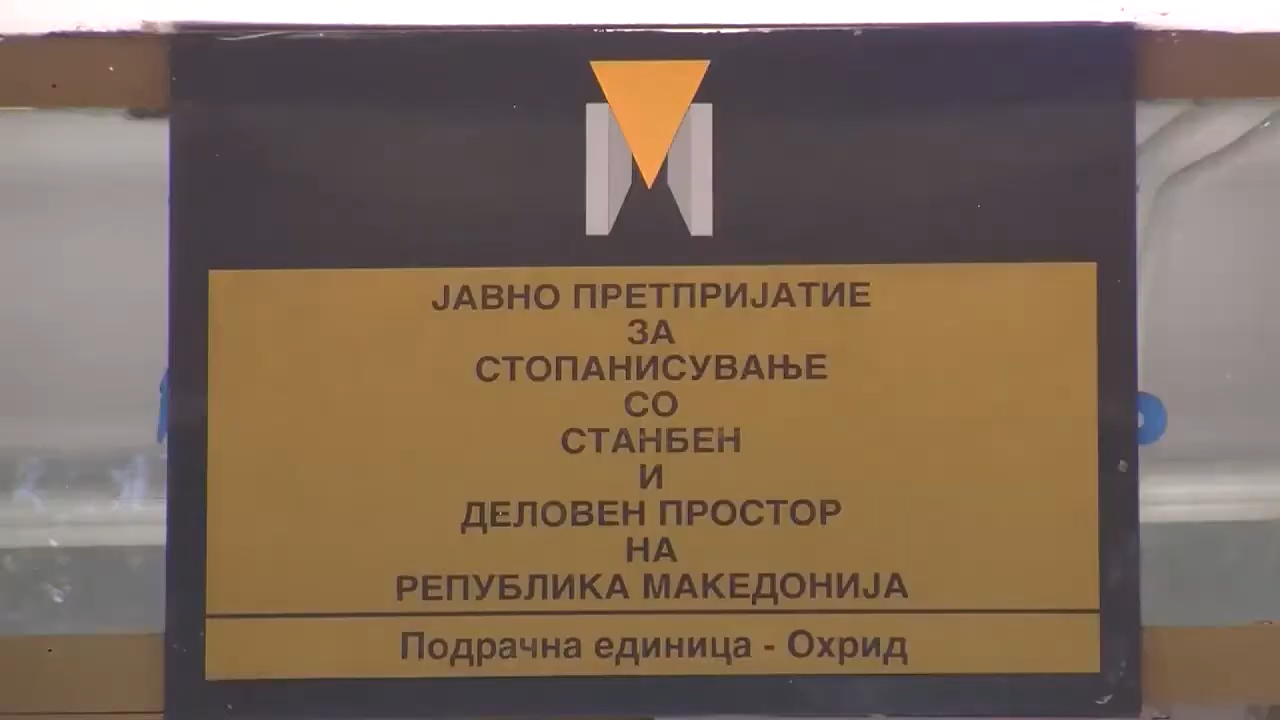 ЈАВНО ПРЕТПРИЈАТИЕ
ЗА
СТОПАНИСУВАЊЕ
СО
СТАНБЕН
И
ДЕЛОВЕН ПРОСТОР
НА
РЕПУБЛИКА МАКЕДОНИЈА
Подрачна единица - Охрид